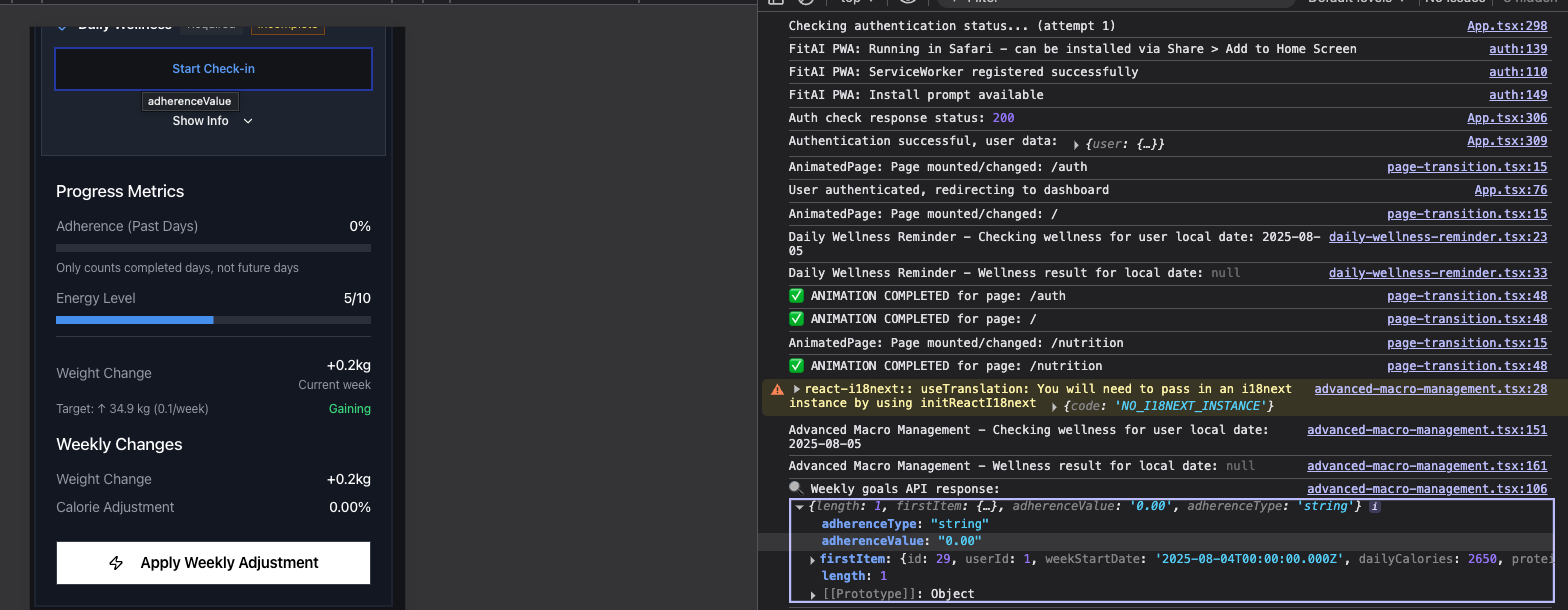 Daily Wellness Required Incomplete
Start Check-in
adherenceValue
Show Info
Progress Metrics
Adherence (Past Days) 0%
Only counts completed days, not future days
Energy Level 5/10
Weight Change +0.2kg
Current week
Target: ↑ 34.9 kg (0.1/week) Gaining
Weekly Changes
Weight Change +0.2kg
Calorie Adjustment 0.00%
Apply Weekly Adjustment
Checking authentication status... (attempt 1) App.tsx:298
FitAI PWA: Running in Safari – can be installed via Share > Add to Home Screen auth:139
FitAI PWA: ServiceWorker registered successfully auth:110
FitAI PWA: Install prompt available auth:149
Auth check response status: 200 App.tsx:306
Authentication successful, user data: ▶ {user: {…}} App.tsx:309
AnimatedPage: Page mounted/changed: /auth page-transition.tsx:15
User authenticated, redirecting to dashboard App.tsx:76
AnimatedPage: Page mounted/changed: / page-transition.tsx:15
Daily Wellness Reminder – Checking wellness for user local date: 2025-08- daily-wellness-reminder.tsx:23
05
Daily Wellness Reminder – Wellness result for local date: null daily-wellness-reminder.tsx:33
✅ ANIMATION COMPLETED for page: /auth page-transition.tsx:48
✅ ANIMATION COMPLETED for page: / page-transition.tsx:48
AnimatedPage: Page mounted/changed: /nutrition page-transition.tsx:15
✅ ANIMATION COMPLETED for page: /nutrition page-transition.tsx:48
▶ react-i18next:: useTranslation: You will need to pass in an i18next advanced-macro-management.tsx:28
instance by using initReactI18next ▶ {code: 'NO_I18NEXT_INSTANCE'}
Advanced Macro Management – Checking wellness for user local date: advanced-macro-management.tsx:151
2025-08-05
Advanced Macro Management – Wellness result for local date: null advanced-macro-management.tsx:161
🔍 Weekly goals API response: advanced-macro-management.tsx:106
▼ {length: 1, firstItem: {…}, adherenceValue: '0.00', adherenceType: 'string'} i
adherenceType: "string"
adherenceValue: "0.00"
▶ firstItem: {id: 29, userId: 1, weekStartDate: '2025-08-04T00:00:00.000Z', dailyCalories: 2650, protei
length: 1
▶ [[Prototype]]: Object